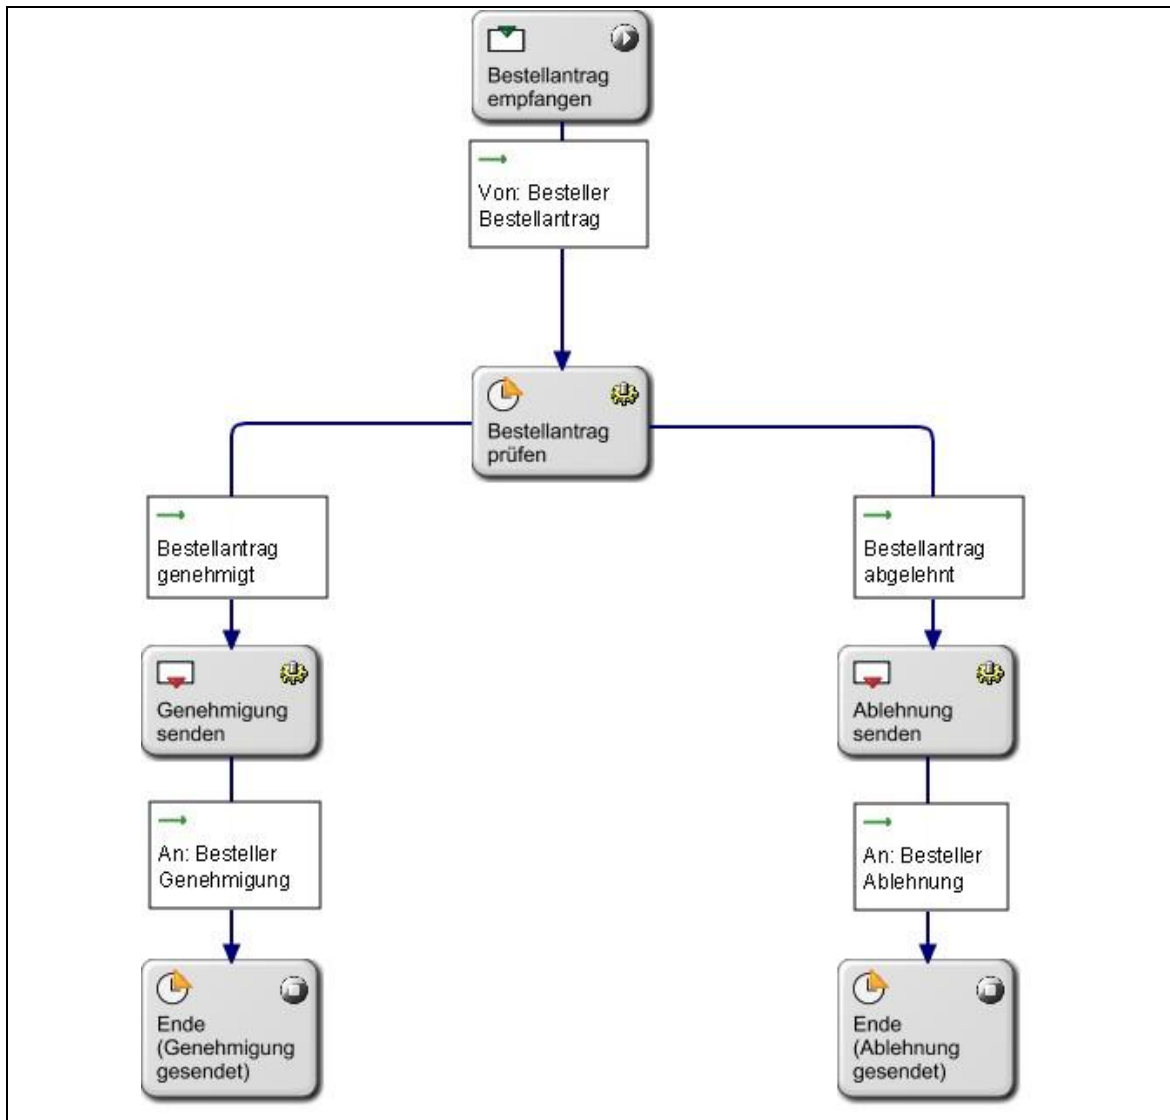 Bestellantrag
empfangen
Von: Besteller
Bestellantrag
Bestellantrag
prüfen
Bestellantrag
genehmigt
Bestellantrag
abgelehnt
Genehmigung
senden
Ablehnung
senden
An: Besteller
Genehmigung
An: Besteller
Ablehnung
Ende
(Genehmigung
gesendet)
Ende
(Ablehnung
gesendet)